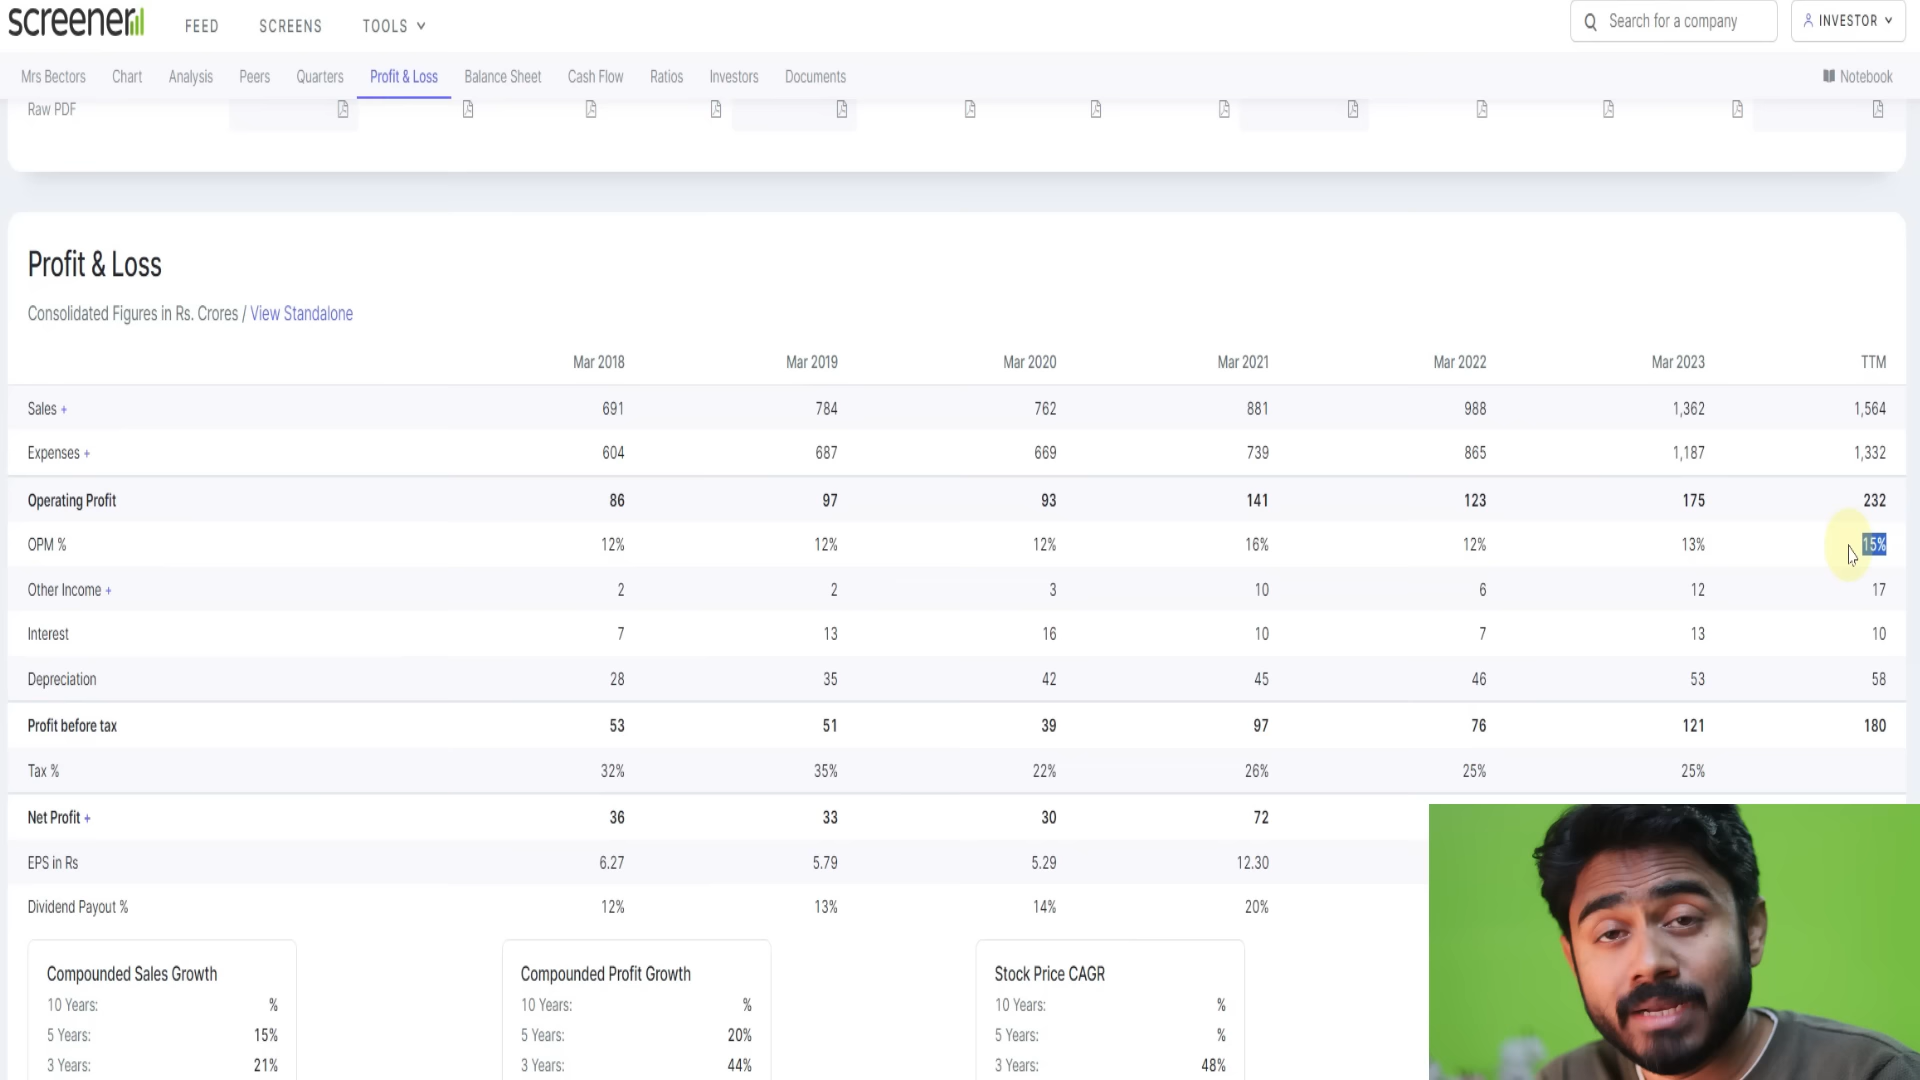 screener
FEED SCREENS TOOLS
Search for a company
INVESTOR
Mrs Bectors Chart Analysis Peers Quarters Profit & Loss Balance Sheet Cash Flow Ratios Investors Documents Notebook
Raw PDF
Profit & Loss
Consolidated Figures in Rs. Crores / View Standalone
Mar 2018 Mar 2019 Mar 2020 Mar 2021 Mar 2022 Mar 2023 TTM
Sales + 691 784 762 881 988 1,362 1,564
Expenses + 604 687 669 739 865 1,187 1,332
Operating Profit 86 97 93 141 123 175 232
OPM % 12% 12% 12% 16% 12% 13% 15%
Other Income + 2 2 3 10 6 12 17
Interest 7 13 16 10 7 13 10
Depreciation 28 35 42 45 46 53 58
Profit before tax 53 51 39 97 76 121 180
Tax % 32% 35% 22% 26% 25% 25%
Net Profit + 36 33 30 72
EPS in Rs 6.27 5.79 5.29 12.30
Dividend Payout % 12% 13% 14% 20%
Compounded Sales Growth
10 Years: %
5 Years: 15%
3 Years: 21%
Compounded Profit Growth
10 Years: %
5 Years: 20%
3 Years: 44%
Stock Price CAGR
10 Years: %
5 Years: %
3 Years: 48%